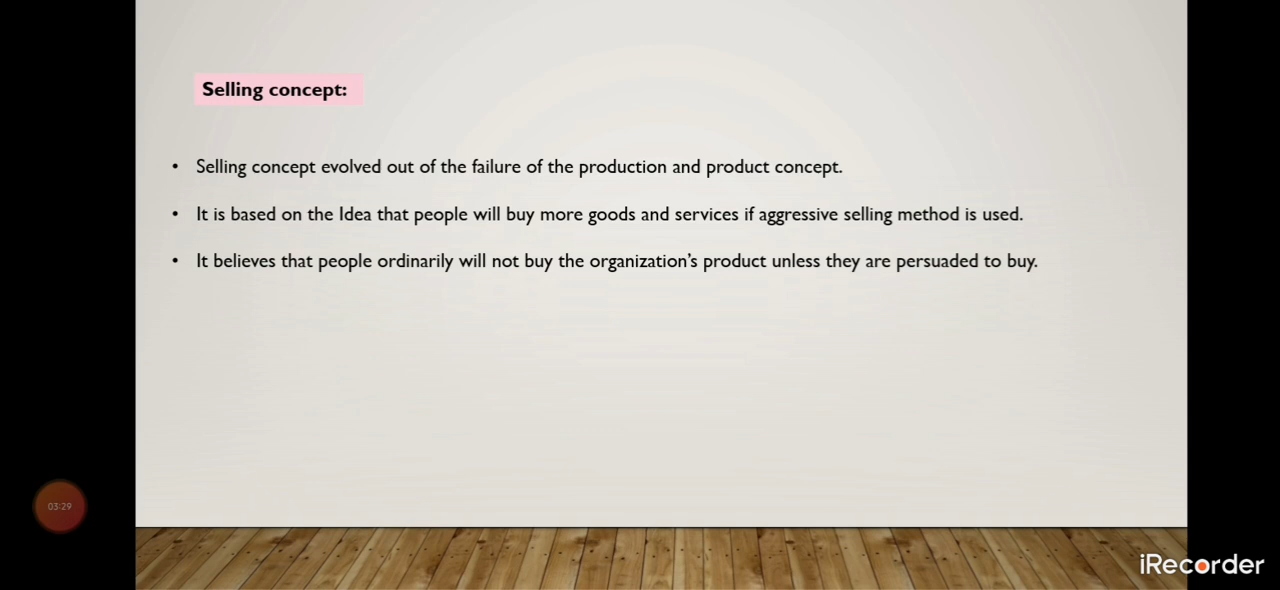 Selling concept:
• Selling concept evolved out of the failure of the production and product concept.
• It is based on the Idea that people will buy more goods and services if aggressive selling method is used.
• It believes that people ordinarily will not buy the organization’s product unless they are persuaded to buy.
03:29
iRecorder